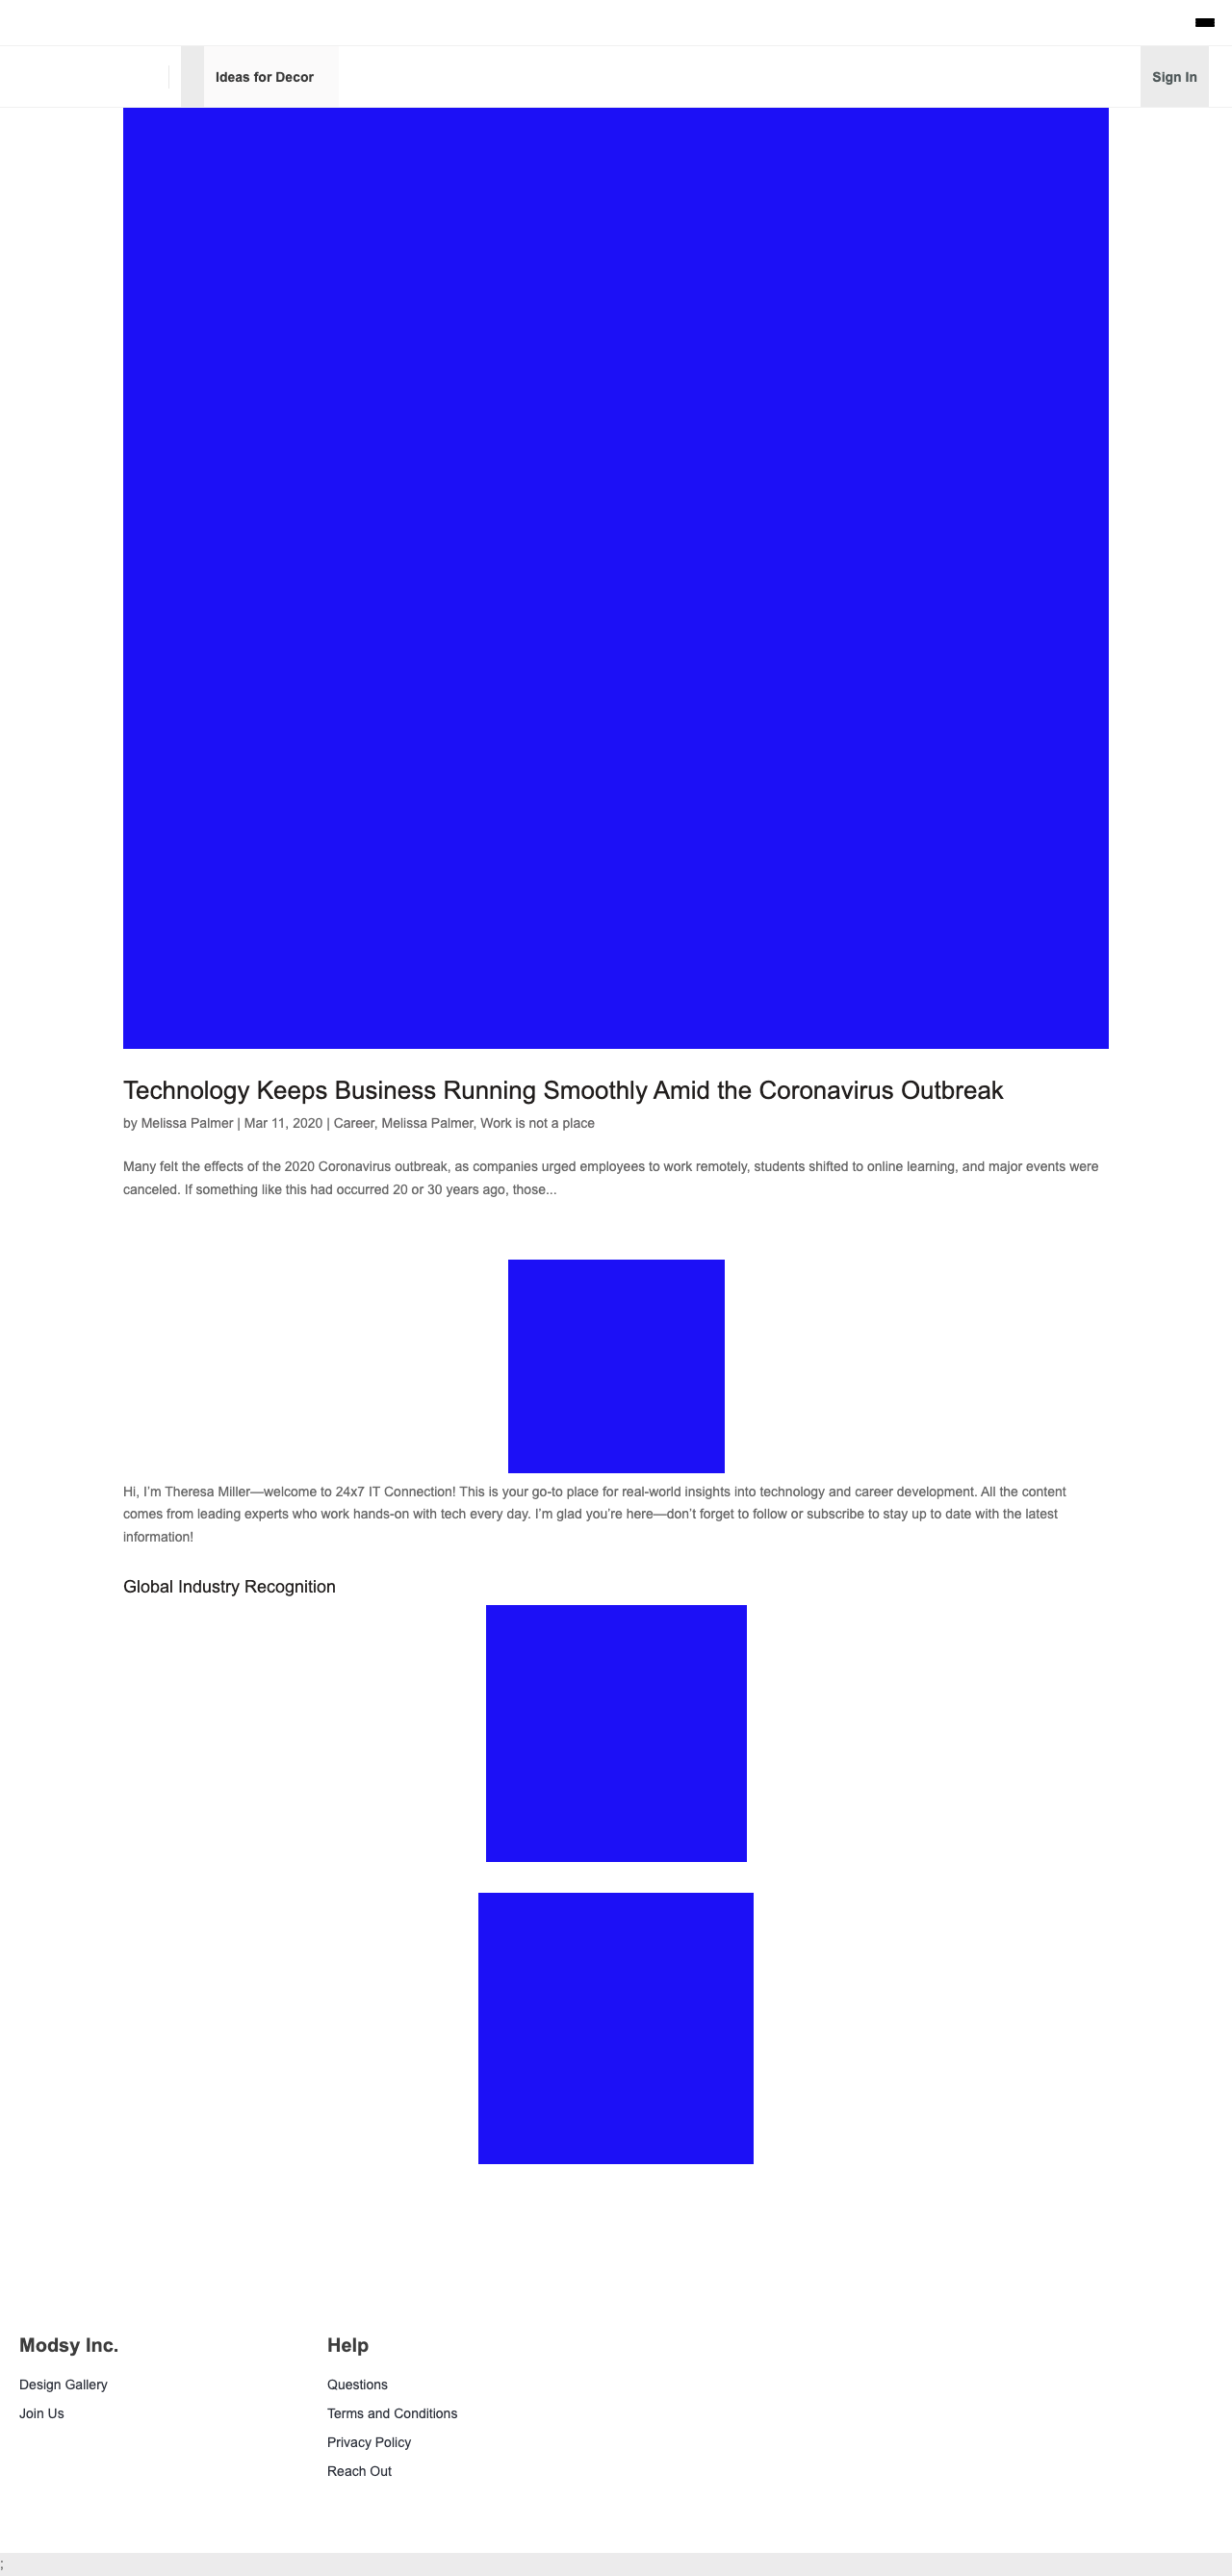 Ideas for Decor
Sign In
Technology Keeps Business Running Smoothly Amid the Coronavirus Outbreak
by Melissa Palmer | Mar 11, 2020 | Career, Melissa Palmer, Work is not a place
Many felt the effects of the 2020 Coronavirus outbreak, as companies urged employees to work remotely, students shifted to online learning, and major events were
canceled. If something like this had occurred 20 or 30 years ago, those...
Hi, I’m Theresa Miller—welcome to 24x7 IT Connection! This is your go-to place for real-world insights into technology and career development. All the content
comes from leading experts who work hands-on with tech every day. I’m glad you’re here—don’t forget to follow or subscribe to stay up to date with the latest
information!
Global Industry Recognition
Modsy Inc.
Design Gallery
Join Us
Help
Questions
Terms and Conditions
Privacy Policy
Reach Out
;